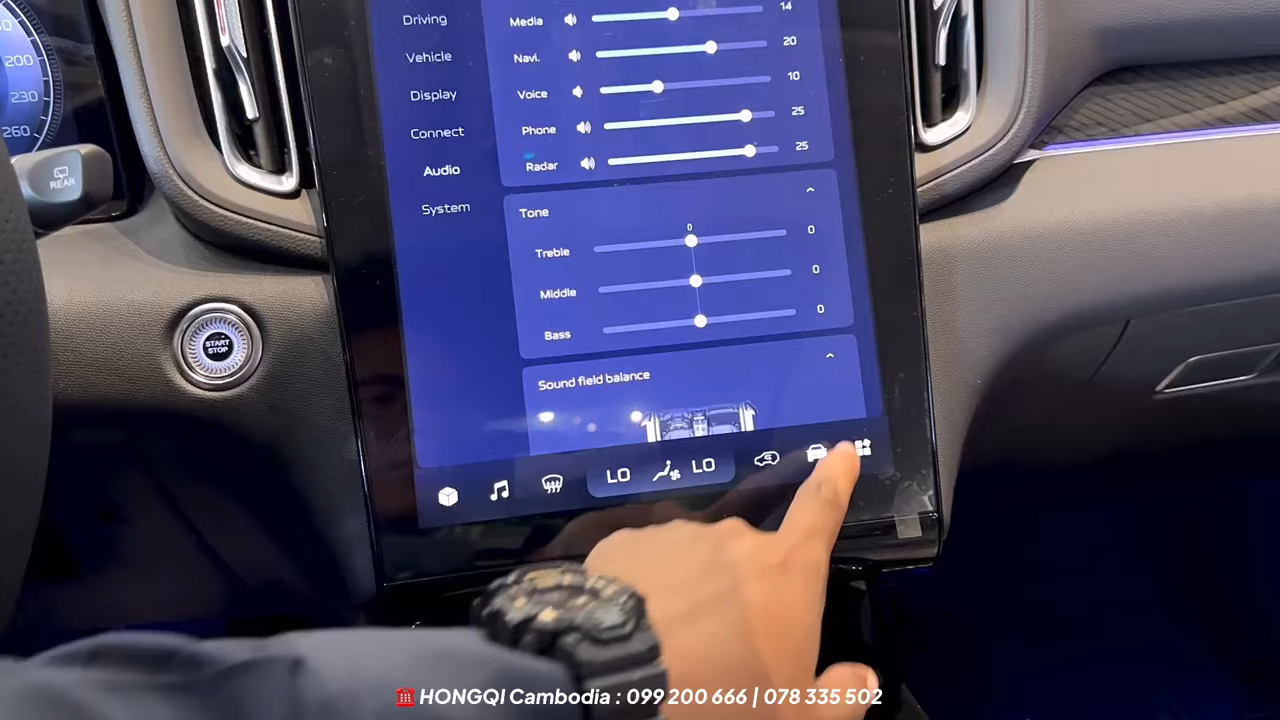 200
230
260
REAR
START
STOP
Driving
Vehicle
Display
Connect
Audio
System
Media 14
Navi. 20
Voice 10
Phone 25
Radar 25
Tone
0
Treble 0
Middle 0
Bass 0
Sound field balance
LO LO
☎️ HONGQI Cambodia : 099 200 666 | 078 335 502